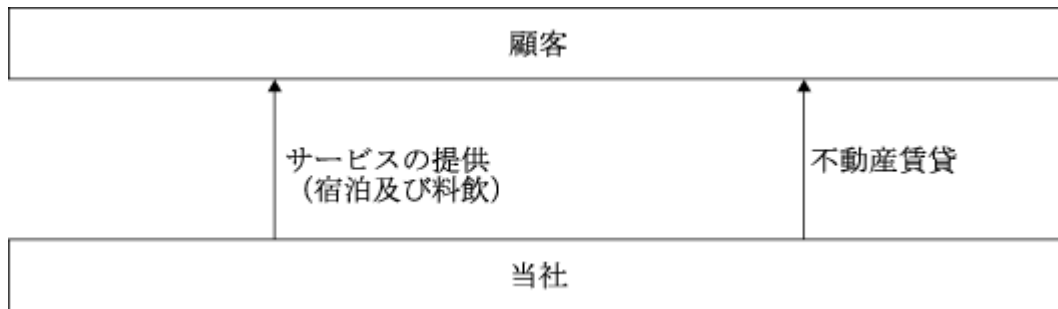 顧客
サービスの提供
（宿泊及び料飲）
不動産賃貸
当社